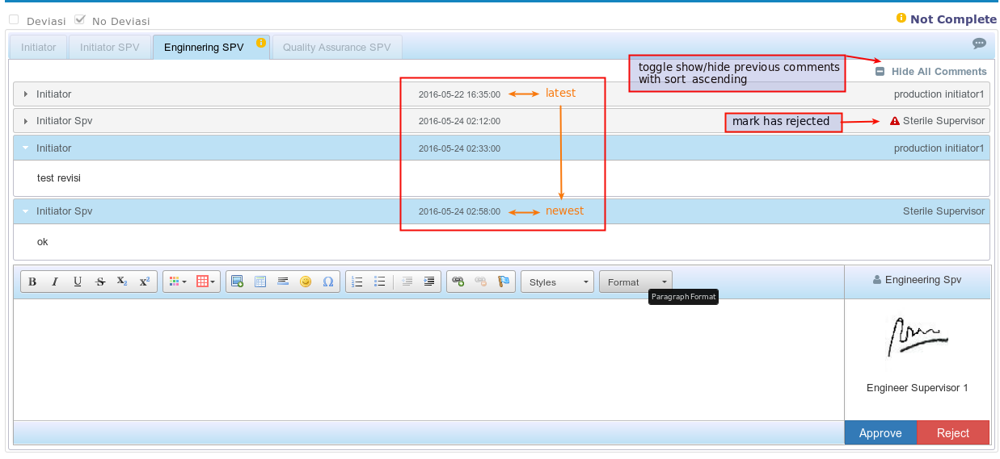 Deviasi No Deviasi Not Complete
Initiator Initiator SPV Enginnering SPV Quality Assurance SPV
toggle show/hide previous comments
with sort ascending
Hide All Comments
Initiator 2016-05-22 16:35:00 latest production initiator1
Initiator Spv 2016-05-24 02:12:00 mark has rejected Sterile Supervisor
Initiator 2016-05-24 02:33:00 production initiator1
test revisi
Initiator Spv 2016-05-24 02:58:00 newest Sterile Supervisor
ok
B I U S x₂ x² Ω Styles Format Engineering Spv
Paragraph Format
Engineer Supervisor 1
Approve Reject